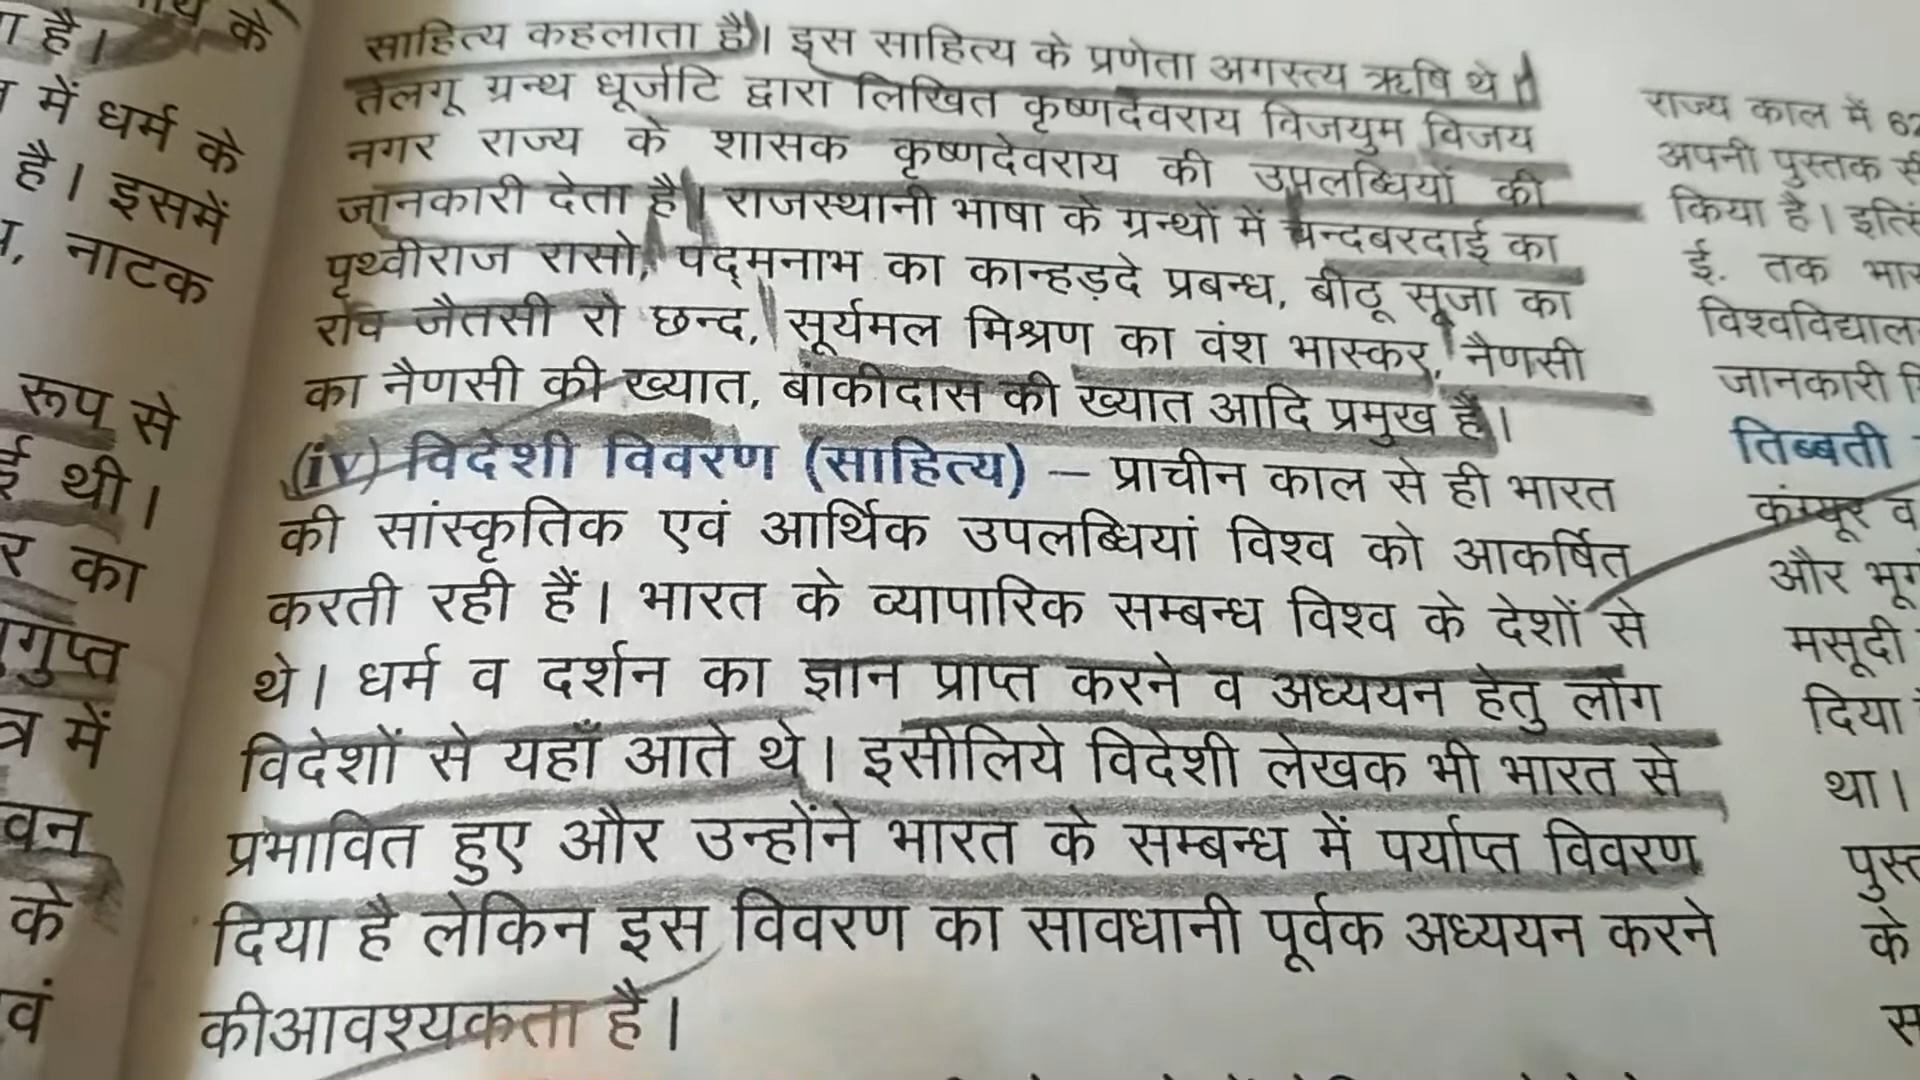 के
ा है।
में धर्म के
है। इसमें
नाटक
रूप से
थी।
र का
गुप्त
त्र में
वन
के
वं
साहित्य कहलाता है। इस साहित्य के प्रणेता अगस्त्य ऋषि थे।
तेलगू ग्रन्थ धूर्जटि द्वारा लिखित कृष्णदेवराय विजयुम विजय
नगर राज्य के शासक कृष्णदेवराय की उपलब्धियों की
जानकारी देता है। राजस्थानी भाषा के ग्रन्थों में चन्दबरदाई का
पृथ्वीराज रासो, पद्मनाभ का कान्हड़दे प्रबन्ध, बीठू सूजा का
राव जैतसी रो छन्द, सूर्यमल मिश्रण का वंश भास्कर, नैणसी
का नैणसी की ख्यात, बांकीदास की ख्यात आदि प्रमुख है।
(iv) विदेशी विवरण (साहित्य) – प्राचीन काल से ही भारत
की सांस्कृतिक एवं आर्थिक उपलब्धियां विश्व को आकर्षित
करती रही हैं। भारत के व्यापारिक सम्बन्ध विश्व के देशों से
थे। धर्म व दर्शन का ज्ञान प्राप्त करने व अध्ययन हेतु लोग
विदेशों से यहाँ आते थे। इसीलिये विदेशी लेखक भी भारत से
प्रभावित हुए और उन्होंने भारत के सम्बन्ध में पर्याप्त विवरण
दिया है लेकिन इस विवरण का सावधानी पूर्वक अध्ययन करने
कीआवश्यकता है।
राज्य काल में
अपनी पुस्तक
किया है।
ई. तक
जानकारी
तिब्बती
कंग्यूर व
और
मसूदी
दिया
था।
के